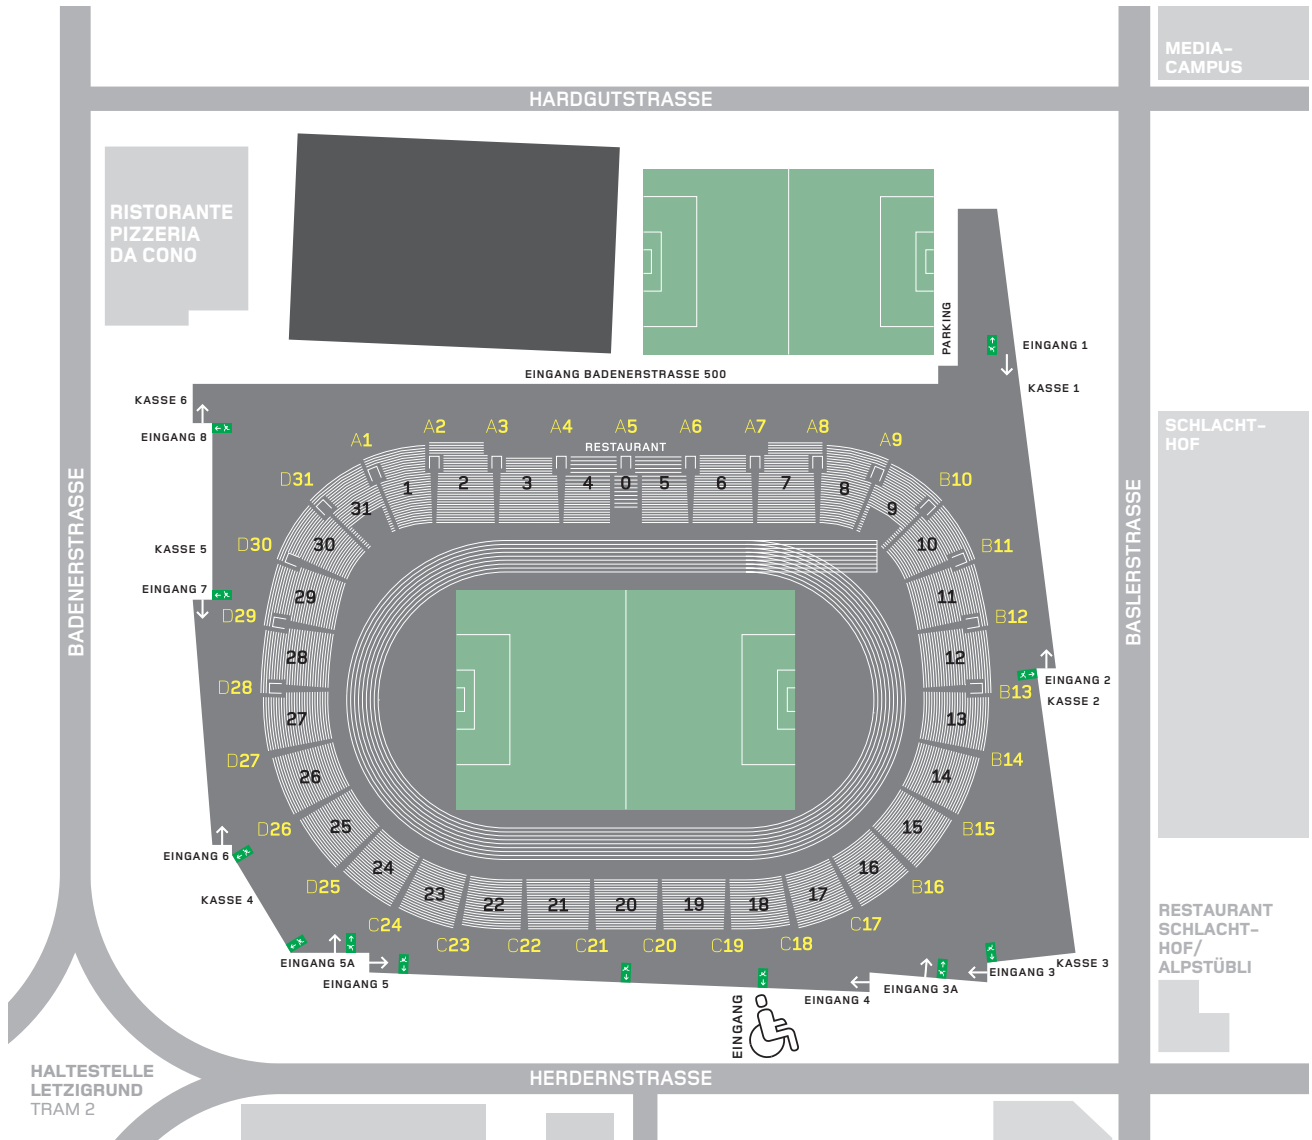 MEDIA-
CAMPUS
HARDGUTSTRASSE
RISTORANTE
PIZZERIA
DA CONO
PARKING
EINGANG 1
EINGANG BADENERSTRASSE 500
KASSE 1
KASSE 6
EINGANG 8
SCHLACHT-
HOF
A1
A2
A3
A4
A5
A6
A7
A8
A9
RESTAURANT
D31
B10
1
2
3
4
0
5
6
7
8
31
9
BADENERSTRASSE
BASLERSTRASSE
KASSE 5
D30
30
10
B11
EINGANG 7
29
11
D29
B12
28
12
D28
B13
EINGANG 2
KASSE 2
27
13
D27
B14
26
14
D26
25
15
B15
EINGANG 6
24
16
D25
B16
KASSE 4
23
22
21
20
19
18
17
C24
C23
C22
C21
C20
C19
C18
C17
RESTAURANT
SCHLACHT-
HOF/
ALPSTÜBLI
EINGANG 5A
EINGANG 5
KASSE 3
EINGANG 3
EINGANG 3A
EINGANG 4
EINGANG
HALTESTELLE
LETZIGRUND
TRAM 2
HERDERNSTRASSE